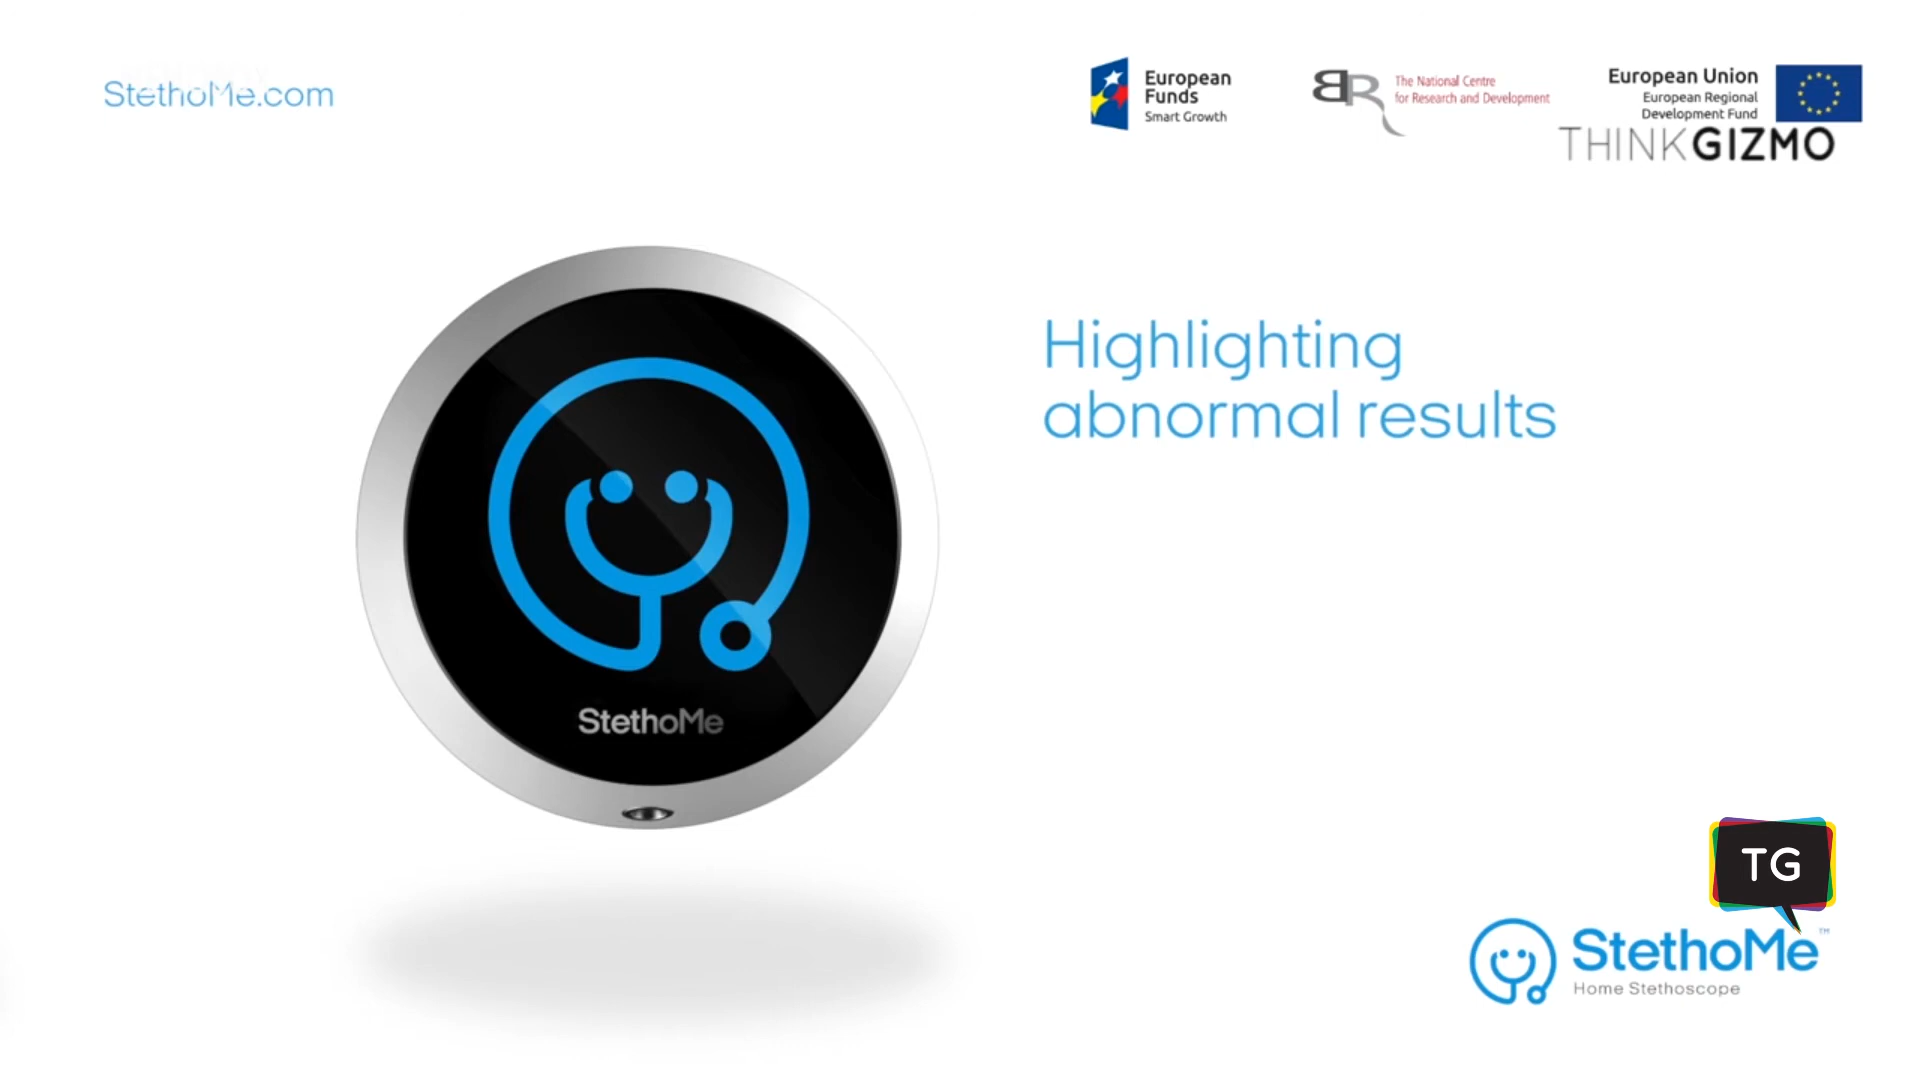 StethoMe.com
European
Funds
Smart Growth
The National Centre
for Research and Development
European Union
European Regional
Development Fund
THINKGIZMO
Highlighting
abnormal results
StethoMe
TG
StethoMe™
Home Stethoscope